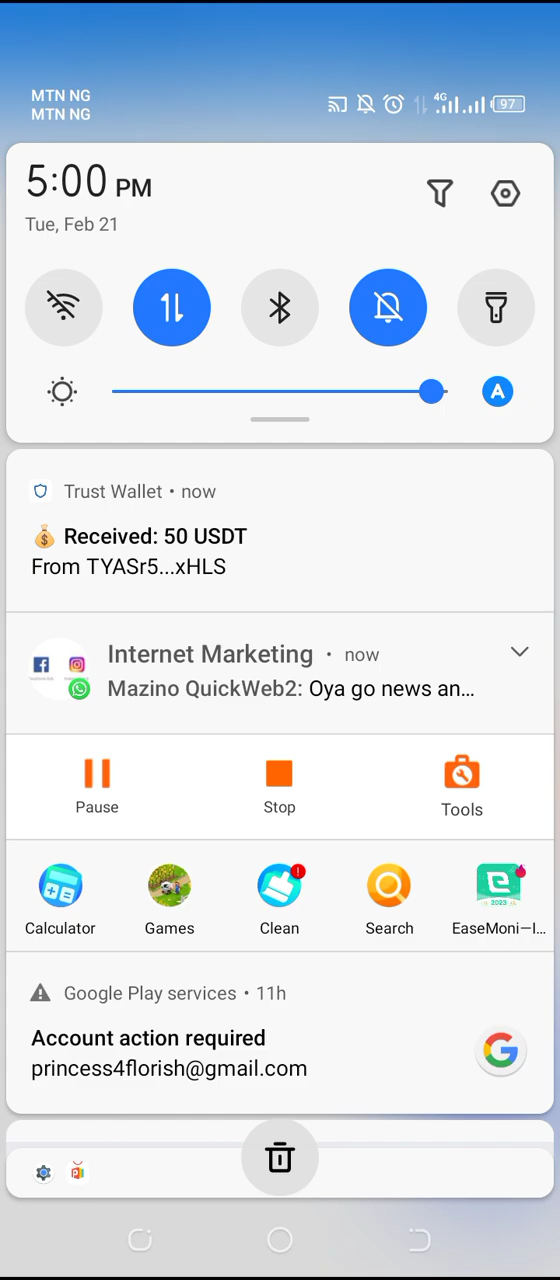 MTN NG
MTN NG
4G
97
5:00 PM
Tue, Feb 21
A
Trust Wallet • now
💰 Received: 50 USDT
From TYASr5...xHLS
Internet Marketing • now
Mazino QuickWeb2: Oya go news an...
Pause
Stop
Tools
Calculator
Games
Clean
Search
2023
EaseMoni—l...
Google Play services • 11h
Account action required
princess4florish@gmail.com